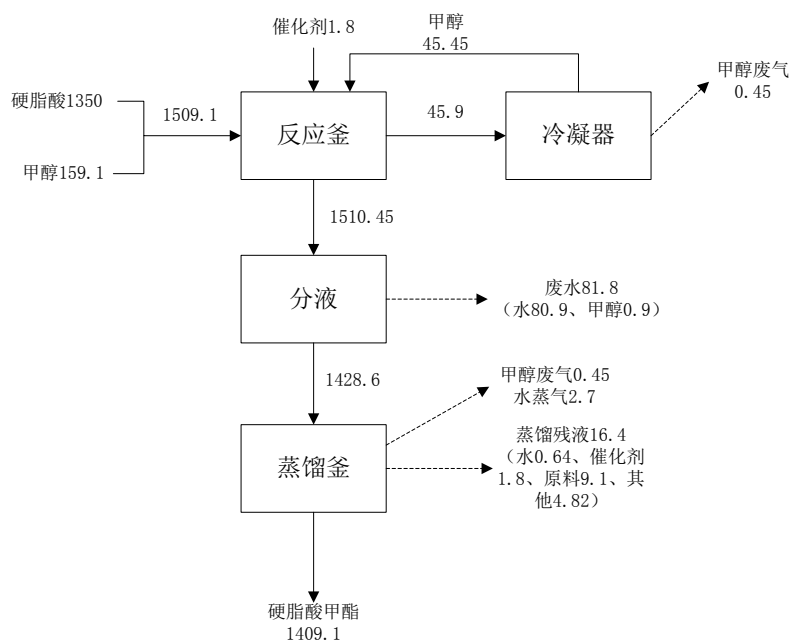 催化剂1.8
甲醇
45.45
甲醇废气
0.45
硬脂酸1350
1509.1
反应釜
45.9
冷凝器
甲醇159.1
1510.45
分液
废水81.8
（水80.9、甲醇0.9）
1428.6
甲醇废气0.45
水蒸气2.7
蒸馏釜
蒸馏残液16.4
（水0.64、催化剂
1.8、原料9.1、其
他4.82）
硬脂酸甲酯
1409.1